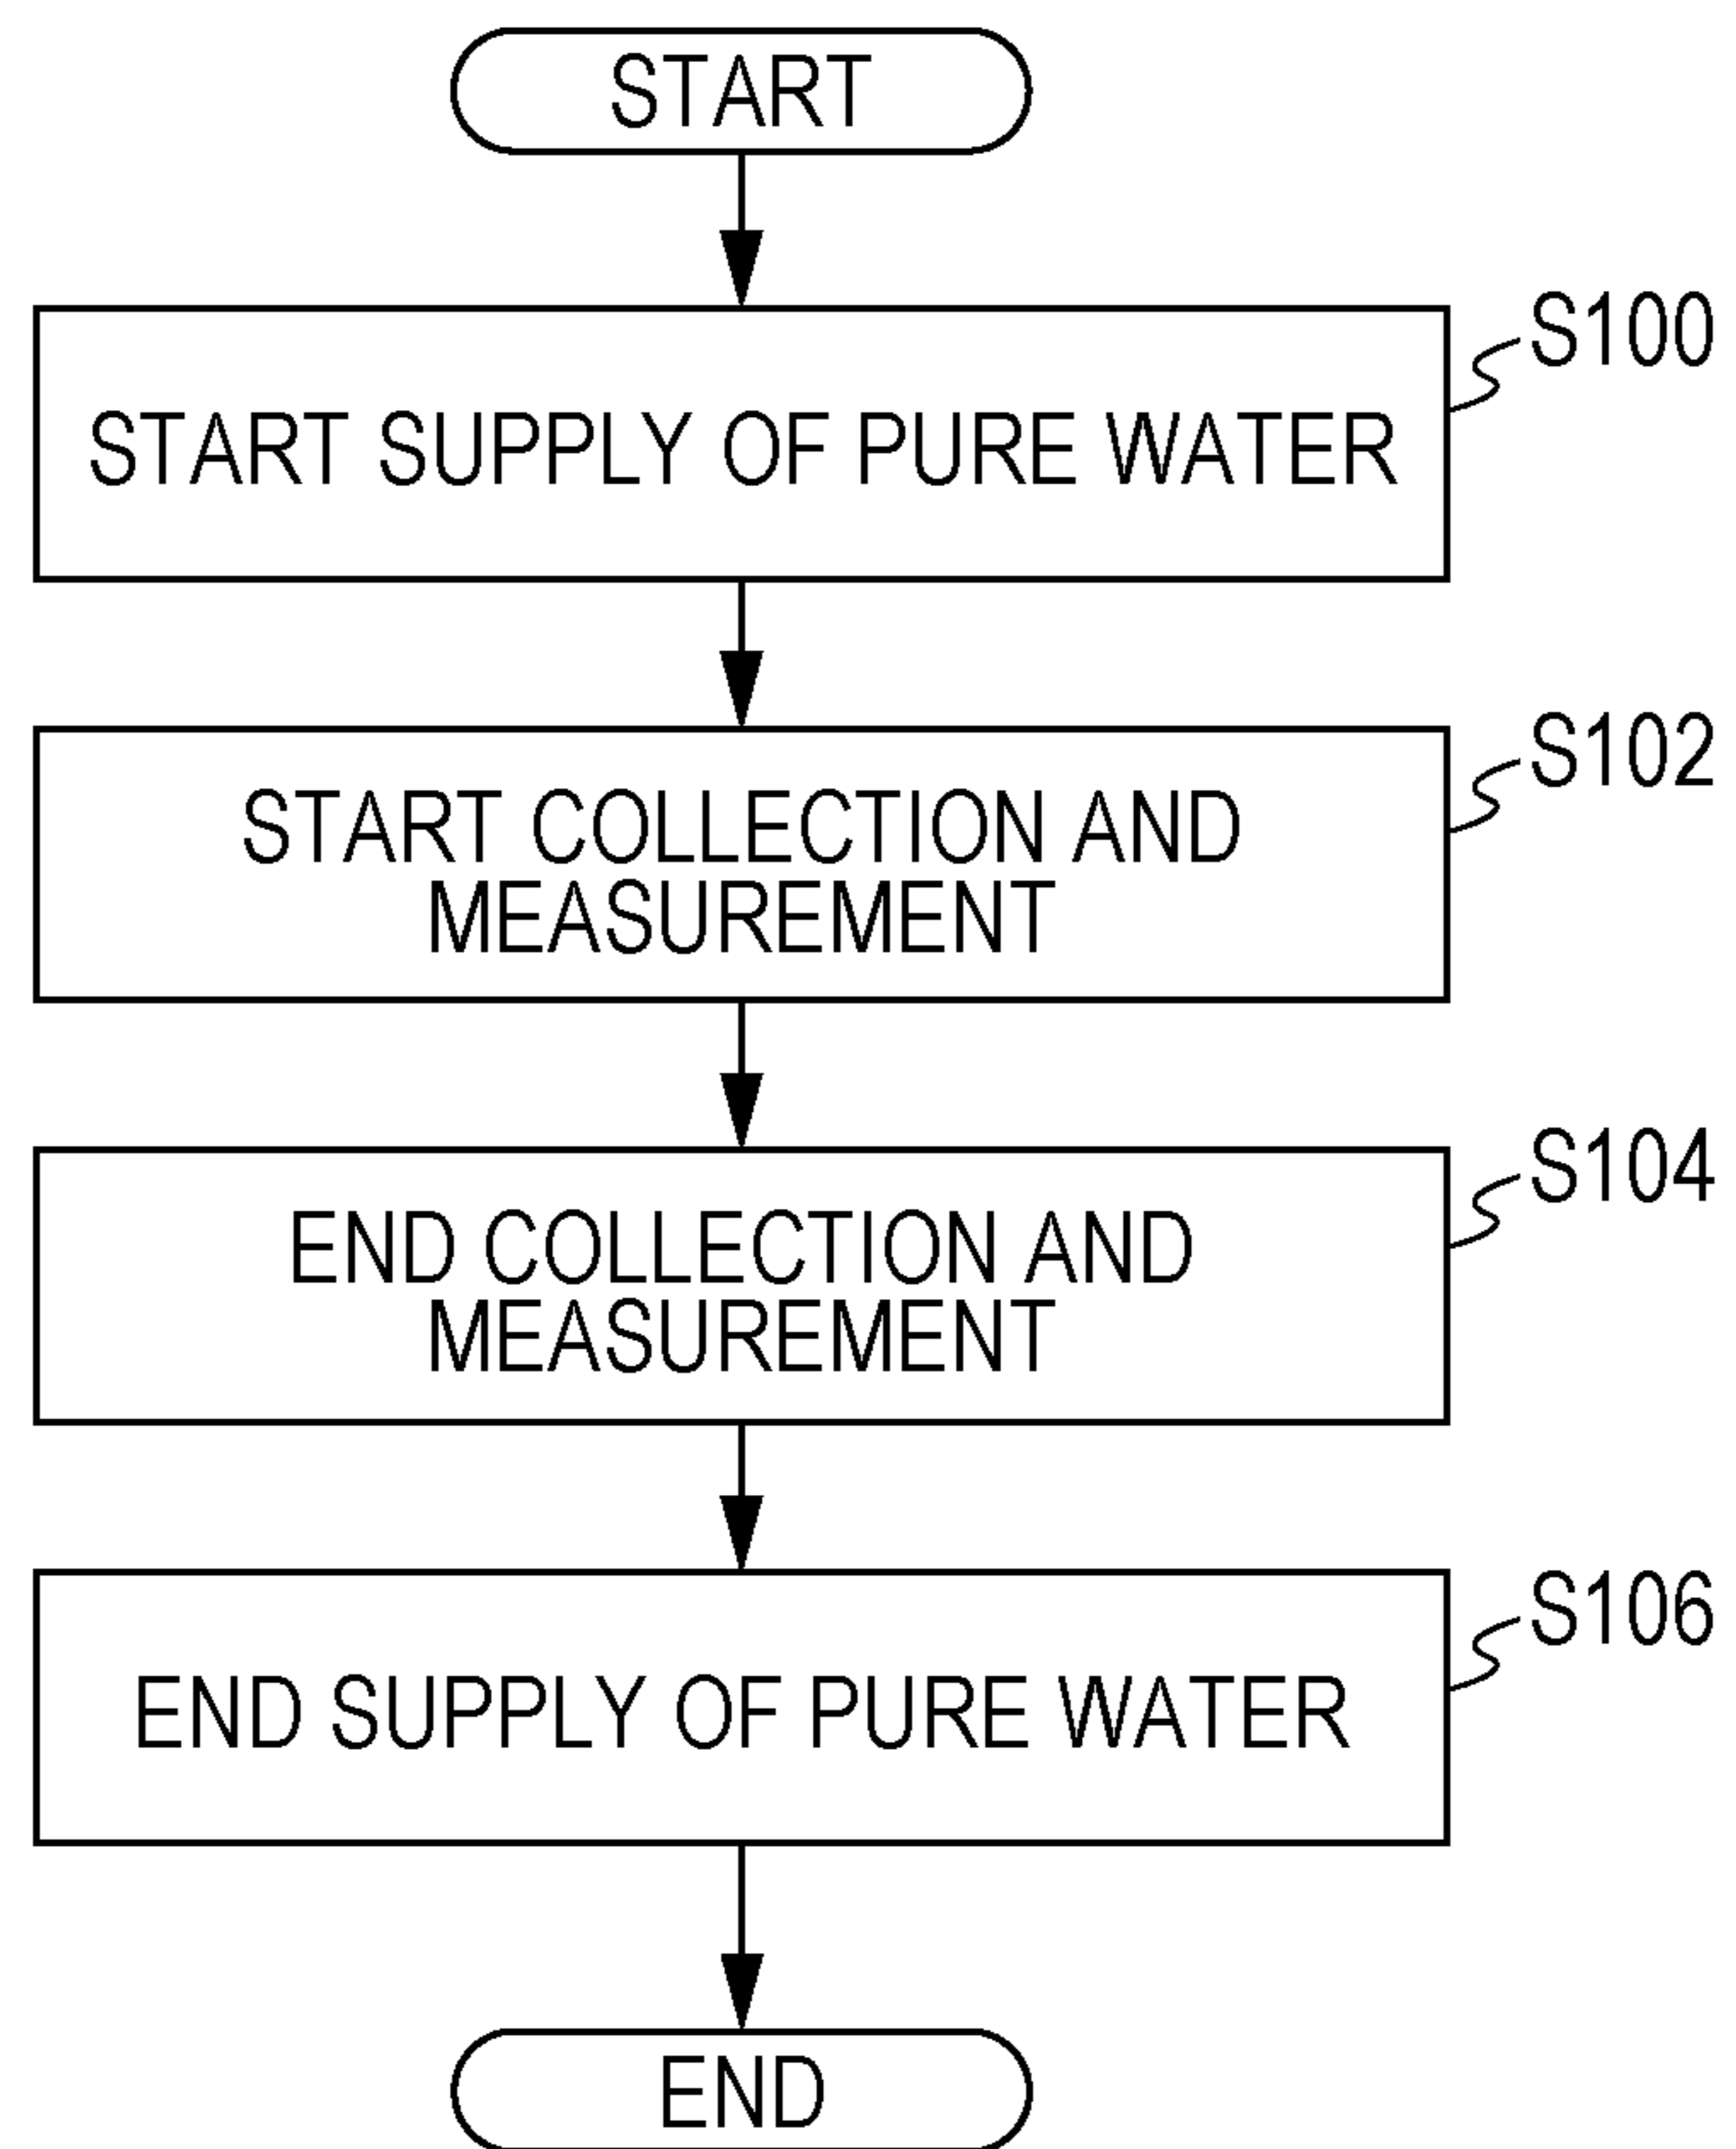 START
S100
START SUPPLY OF PURE WATER
S102
START COLLECTION AND
MEASUREMENT
S104
END COLLECTION AND
MEASUREMENT
S106
END SUPPLY OF PURE WATER
END